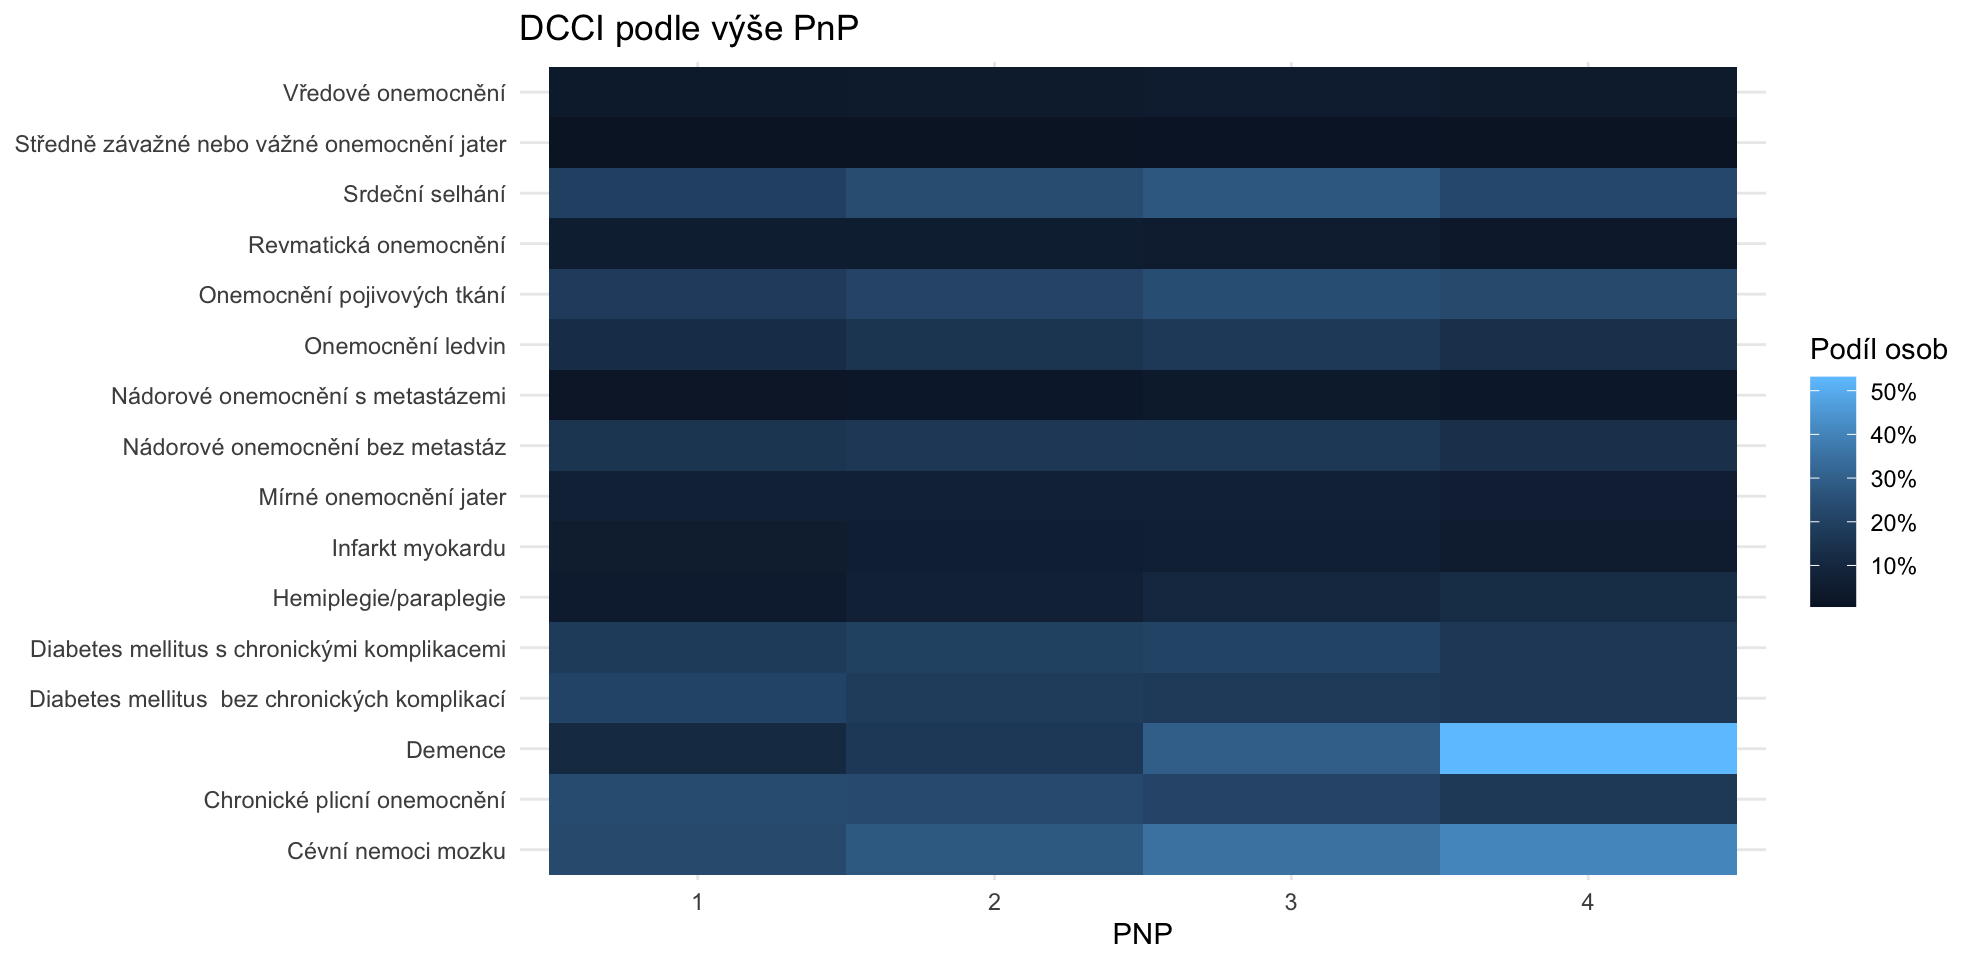 DCCI podle výše PnP
Vředové onemocnění
Středně závažné nebo vážné onemocnění jater
Srdeční selhání
Revmatická onemocnění
Onemocnění pojivových tkání
Onemocnění ledvin
Nádorové onemocnění s metastázemi
Nádorové onemocnění bez metastáz
Mírné onemocnění jater
Infarkt myokardu
Hemiplegie/paraplegie
Diabetes mellitus s chronickými komplikacemi
Diabetes mellitus  bez chronických komplikací
Demence
Chronické plicní onemocnění
Cévní nemoci mozku
1 2 3 4
PNP
Podíl osob
50%
40%
30%
20%
10%